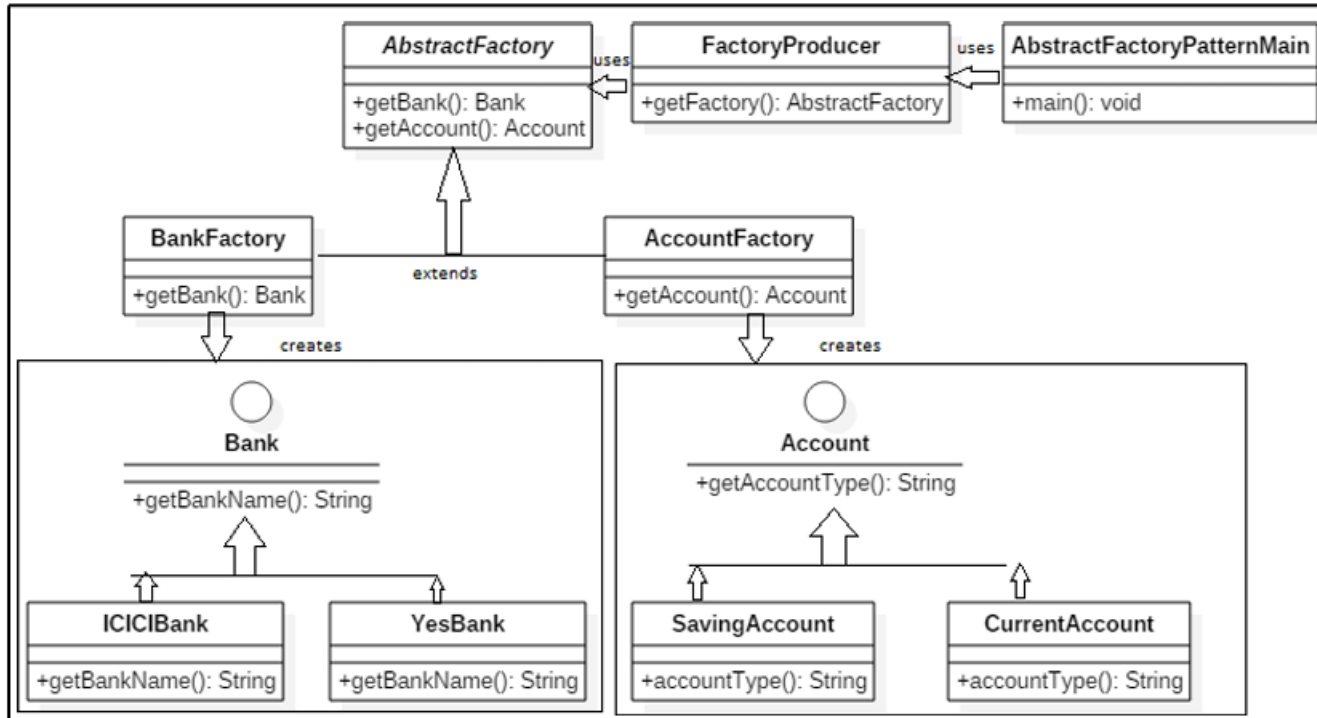 AbstractFactory
+getBank(): Bank
+getAccount(): Account
uses
FactoryProducer
+getFactory(): AbstractFactory
uses
AbstractFactoryPatternMain
+main(): void
BankFactory
+getBank(): Bank
extends
AccountFactory
+getAccount(): Account
creates
creates
Bank
+getBankName(): String
Account
+getAccountType(): String
ICICIBank
+getBankName(): String
YesBank
+getBankName(): String
SavingAccount
+accountType(): String
CurrentAccount
+accountType(): String